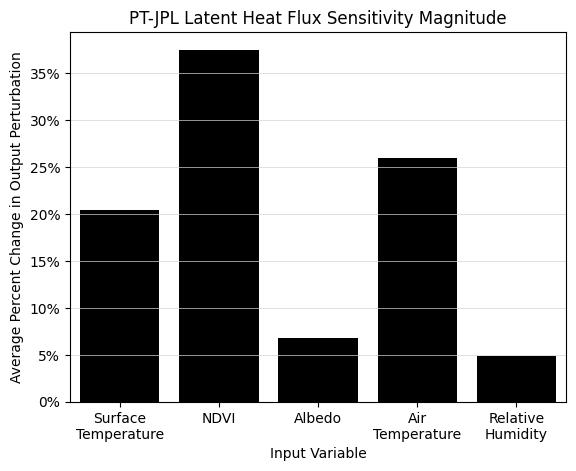 PT-JPL Latent Heat Flux Sensitivity Magnitude
Average Percent Change in Output Perturbation
35%
30%
25%
20%
15%
10%
5%
0%
Surface
Temperature
NDVI
Albedo
Air
Temperature
Relative
Humidity
Input Variable